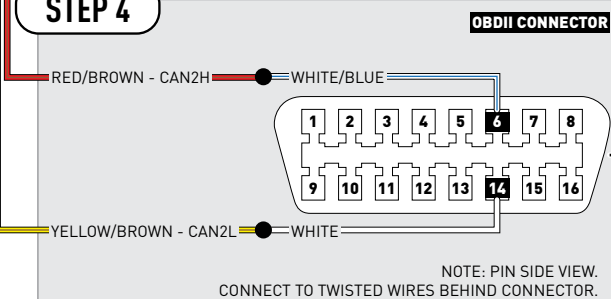 STEP 4
OBDII CONNECTOR
RED/BROWN - CAN2H
WHITE/BLUE
1 2 3 4 5 6 7 8
9 10 11 12 13 14 15 16
YELLOW/BROWN - CAN2L
WHITE
NOTE: PIN SIDE VIEW.
CONNECT TO TWISTED WIRES BEHIND CONNECTOR.